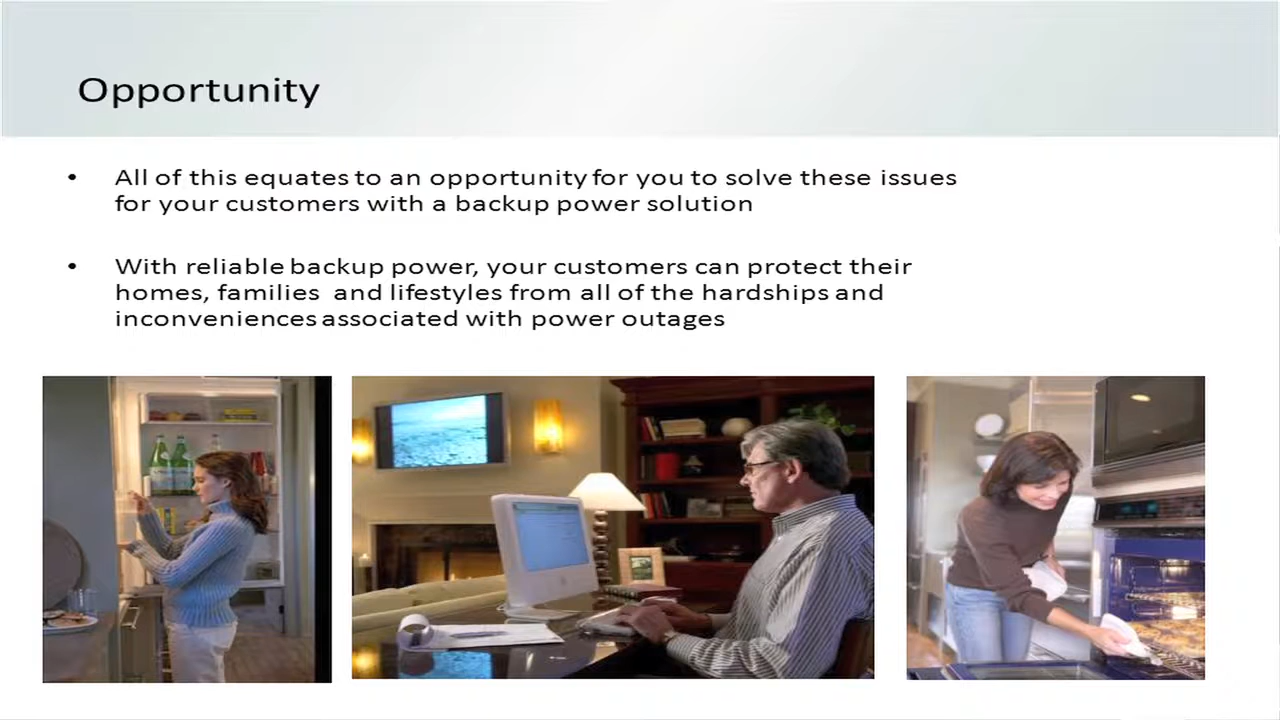 Opportunity
• All of this equates to an opportunity for you to solve these issues
for your customers with a backup power solution
• With reliable backup power, your customers can protect their
homes, families and lifestyles from all of the hardships and
inconveniences associated with power outages